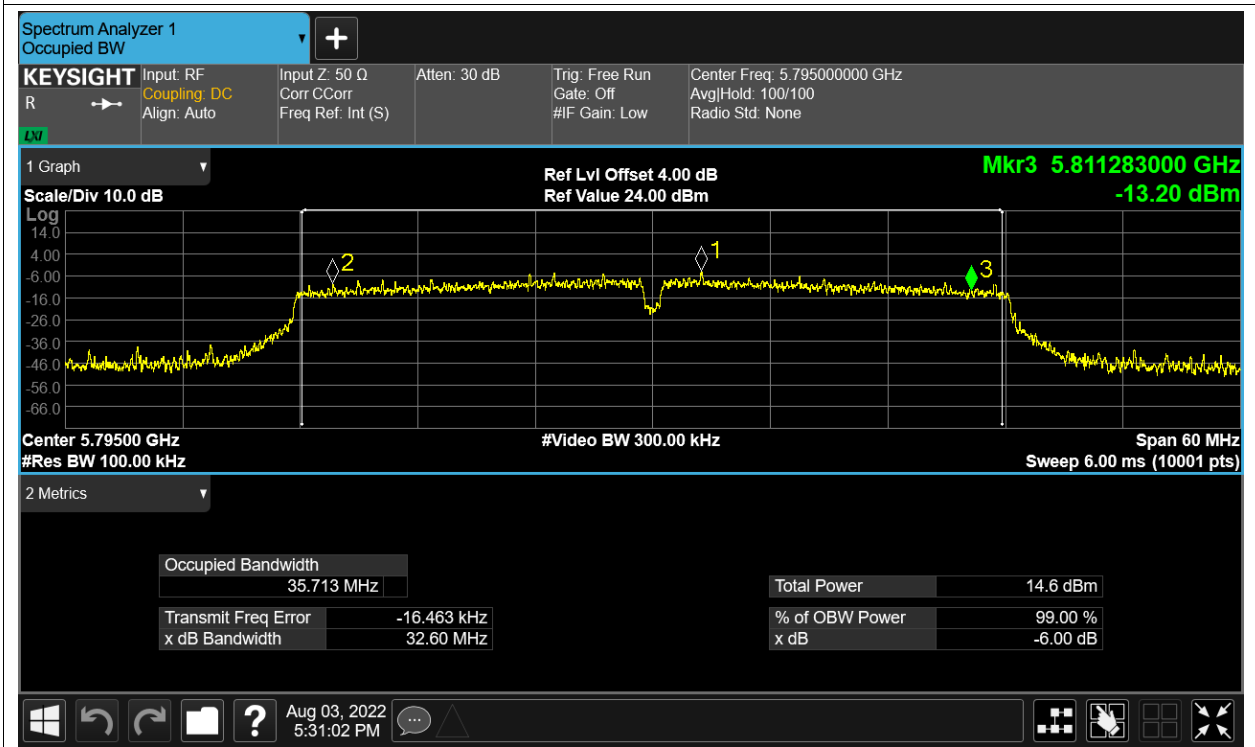 Spectrum Analyzer 1
Occupied BW
KEYSIGHT
R
LXI
Input: RF
Coupling: DC
Align: Auto
Input Z: 50 Ω
Corr CCorr
Freq Ref: Int (S)
Atten: 30 dB
Trig: Free Run
Gate: Off
#IF Gain: Low
Center Freq: 5.795000000 GHz
Avg|Hold: 100/100
Radio Std: None
1 Graph
Scale/Div 10.0 dB
Ref Lvl Offset 4.00 dB
Ref Value 24.00 dBm
Mkr3 5.811283000 GHz
-13.20 dBm
Log
14.0
4.00
-6.00
-16.0
-26.0
-36.0
-46.0
-56.0
-66.0
2
1
3
Center 5.79500 GHz
#Res BW 100.00 kHz
#Video BW 300.00 kHz
Span 60 MHz
Sweep 6.00 ms (10001 pts)
2 Metrics
Occupied Bandwidth
35.713 MHz
Transmit Freq Error -16.463 kHz
x dB Bandwidth 32.60 MHz
Total Power 14.6 dBm
% of OBW Power 99.00 %
x dB -6.00 dB
Aug 03, 2022
5:31:02 PM